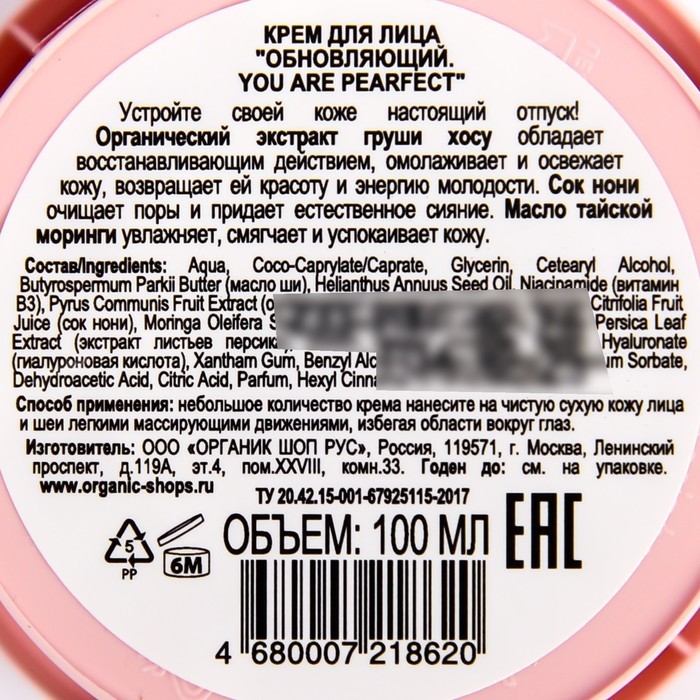 КРЕМ ДЛЯ ЛИЦА
"ОБНОВЛЯЮЩИЙ.
YOU ARE PEARFECT"
Устройте своей коже настоящий отпуск!
Органический экстракт груши хосу обладает
восстанавливающим действием, омолаживает и освежает
кожу, возвращает ей красоту и энергию молодости. Сок нони
очищает поры и придает естественное сияние. Масло тайской
моринги увлажняет, смягчает и успокаивает кожу.
Состав/Ingredients: Aqua, Coco-Caprylate/Caprate, Glycerin, Cetearyl Alcohol,
Butyrospermum Parkii Butter (масло ши), Helianthus Annuus Seed Oil, Niacinamide (витамин
B3), Pyrus Communis Fruit Extract Citrifolia Fruit
Juice (сок нони), Moringa Oleifera Persica Leaf
Extract (экстракт листьев Hyaluronate
(гиалуроновая кислота), Xantham Gum, Benzyl Sorbate,
Dehydroacetic Acid, Citric Acid, Parfum, Hexyl
Способ применения: небольшое количество крема нанесите на чистую сухую кожу лица
и шеи легкими массирующими движениями, избегая области вокруг глаз.
Изготовитель: ООО «ОРГАНИК ШОП РУС», Россия, 119571, г. Москва, Ленинский
проспект, д.119А, эт.4, пом.XXVIII, комн.33. Годен до: см. на упаковке.
www.organic-shops.ru
ТУ 20.42.15-001-67925115-2017
5
PP
6M
ОБЪЕМ: 100 МЛ
EAC
4 680007 218620